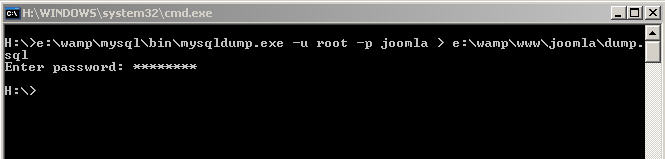 H:\WINDOWS\system32\cmd.exe
H:\>e:\wamp\mysql\bin\mysqldump.exe -u root -p joomla > e:\wamp\www\joomla\dump.
sql
Enter password: ********
H:\>